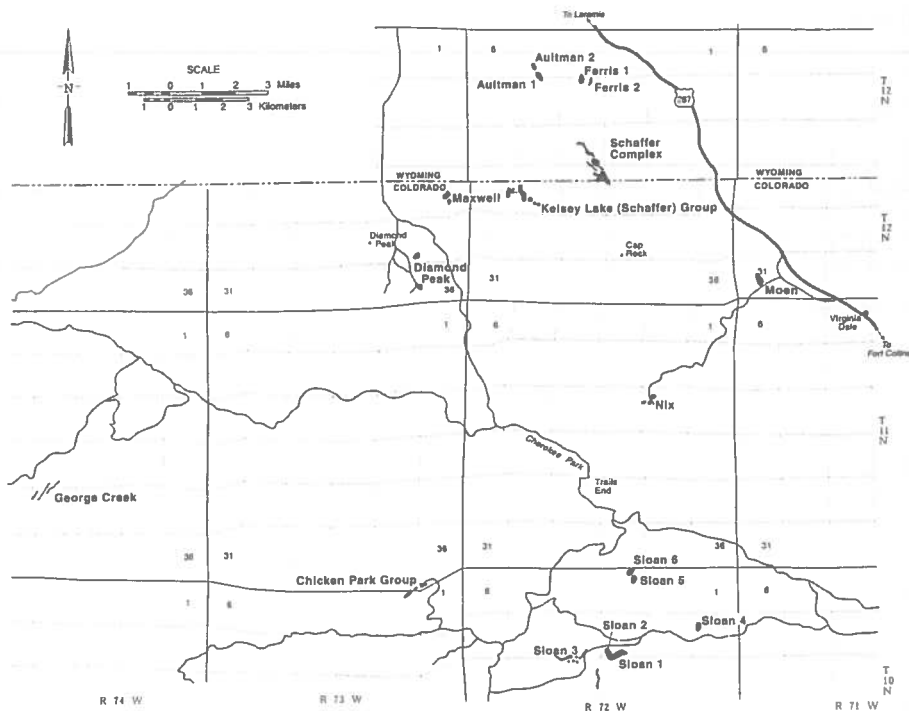 To Laramie
1
6
1
6
T
12
N
SCALE
1 0 1 2 3 Miles
1 0 1 2 3 Kilometers
N
Aultman 2
Aultman 1
Ferris 1
Ferris 2
287
Schaffer
Complex
WYOMING
COLORADO
WYOMING
COLORADO
Maxwell
Kelsey Lake (Schaffer) Group
T
12
N
Diamond
Peak
Diamond
Peak
Cap
Rock
36
31
36
31
36
31
Moen
Virginia
Dale
To
Fort Collins
1
6
1
6
1
6
Nix
T
11
N
Cherokee Park
Trails
End
George Creek
36
31
36
31
36
31
Chicken Park Group
Sloan 6
Sloan 5
1
6
1
6
1
6
Sloan 2
Sloan 4
Sloan 3
Sloan 1
T
10
N
R 74 W
R 73 W
R 72 W
R 71 W